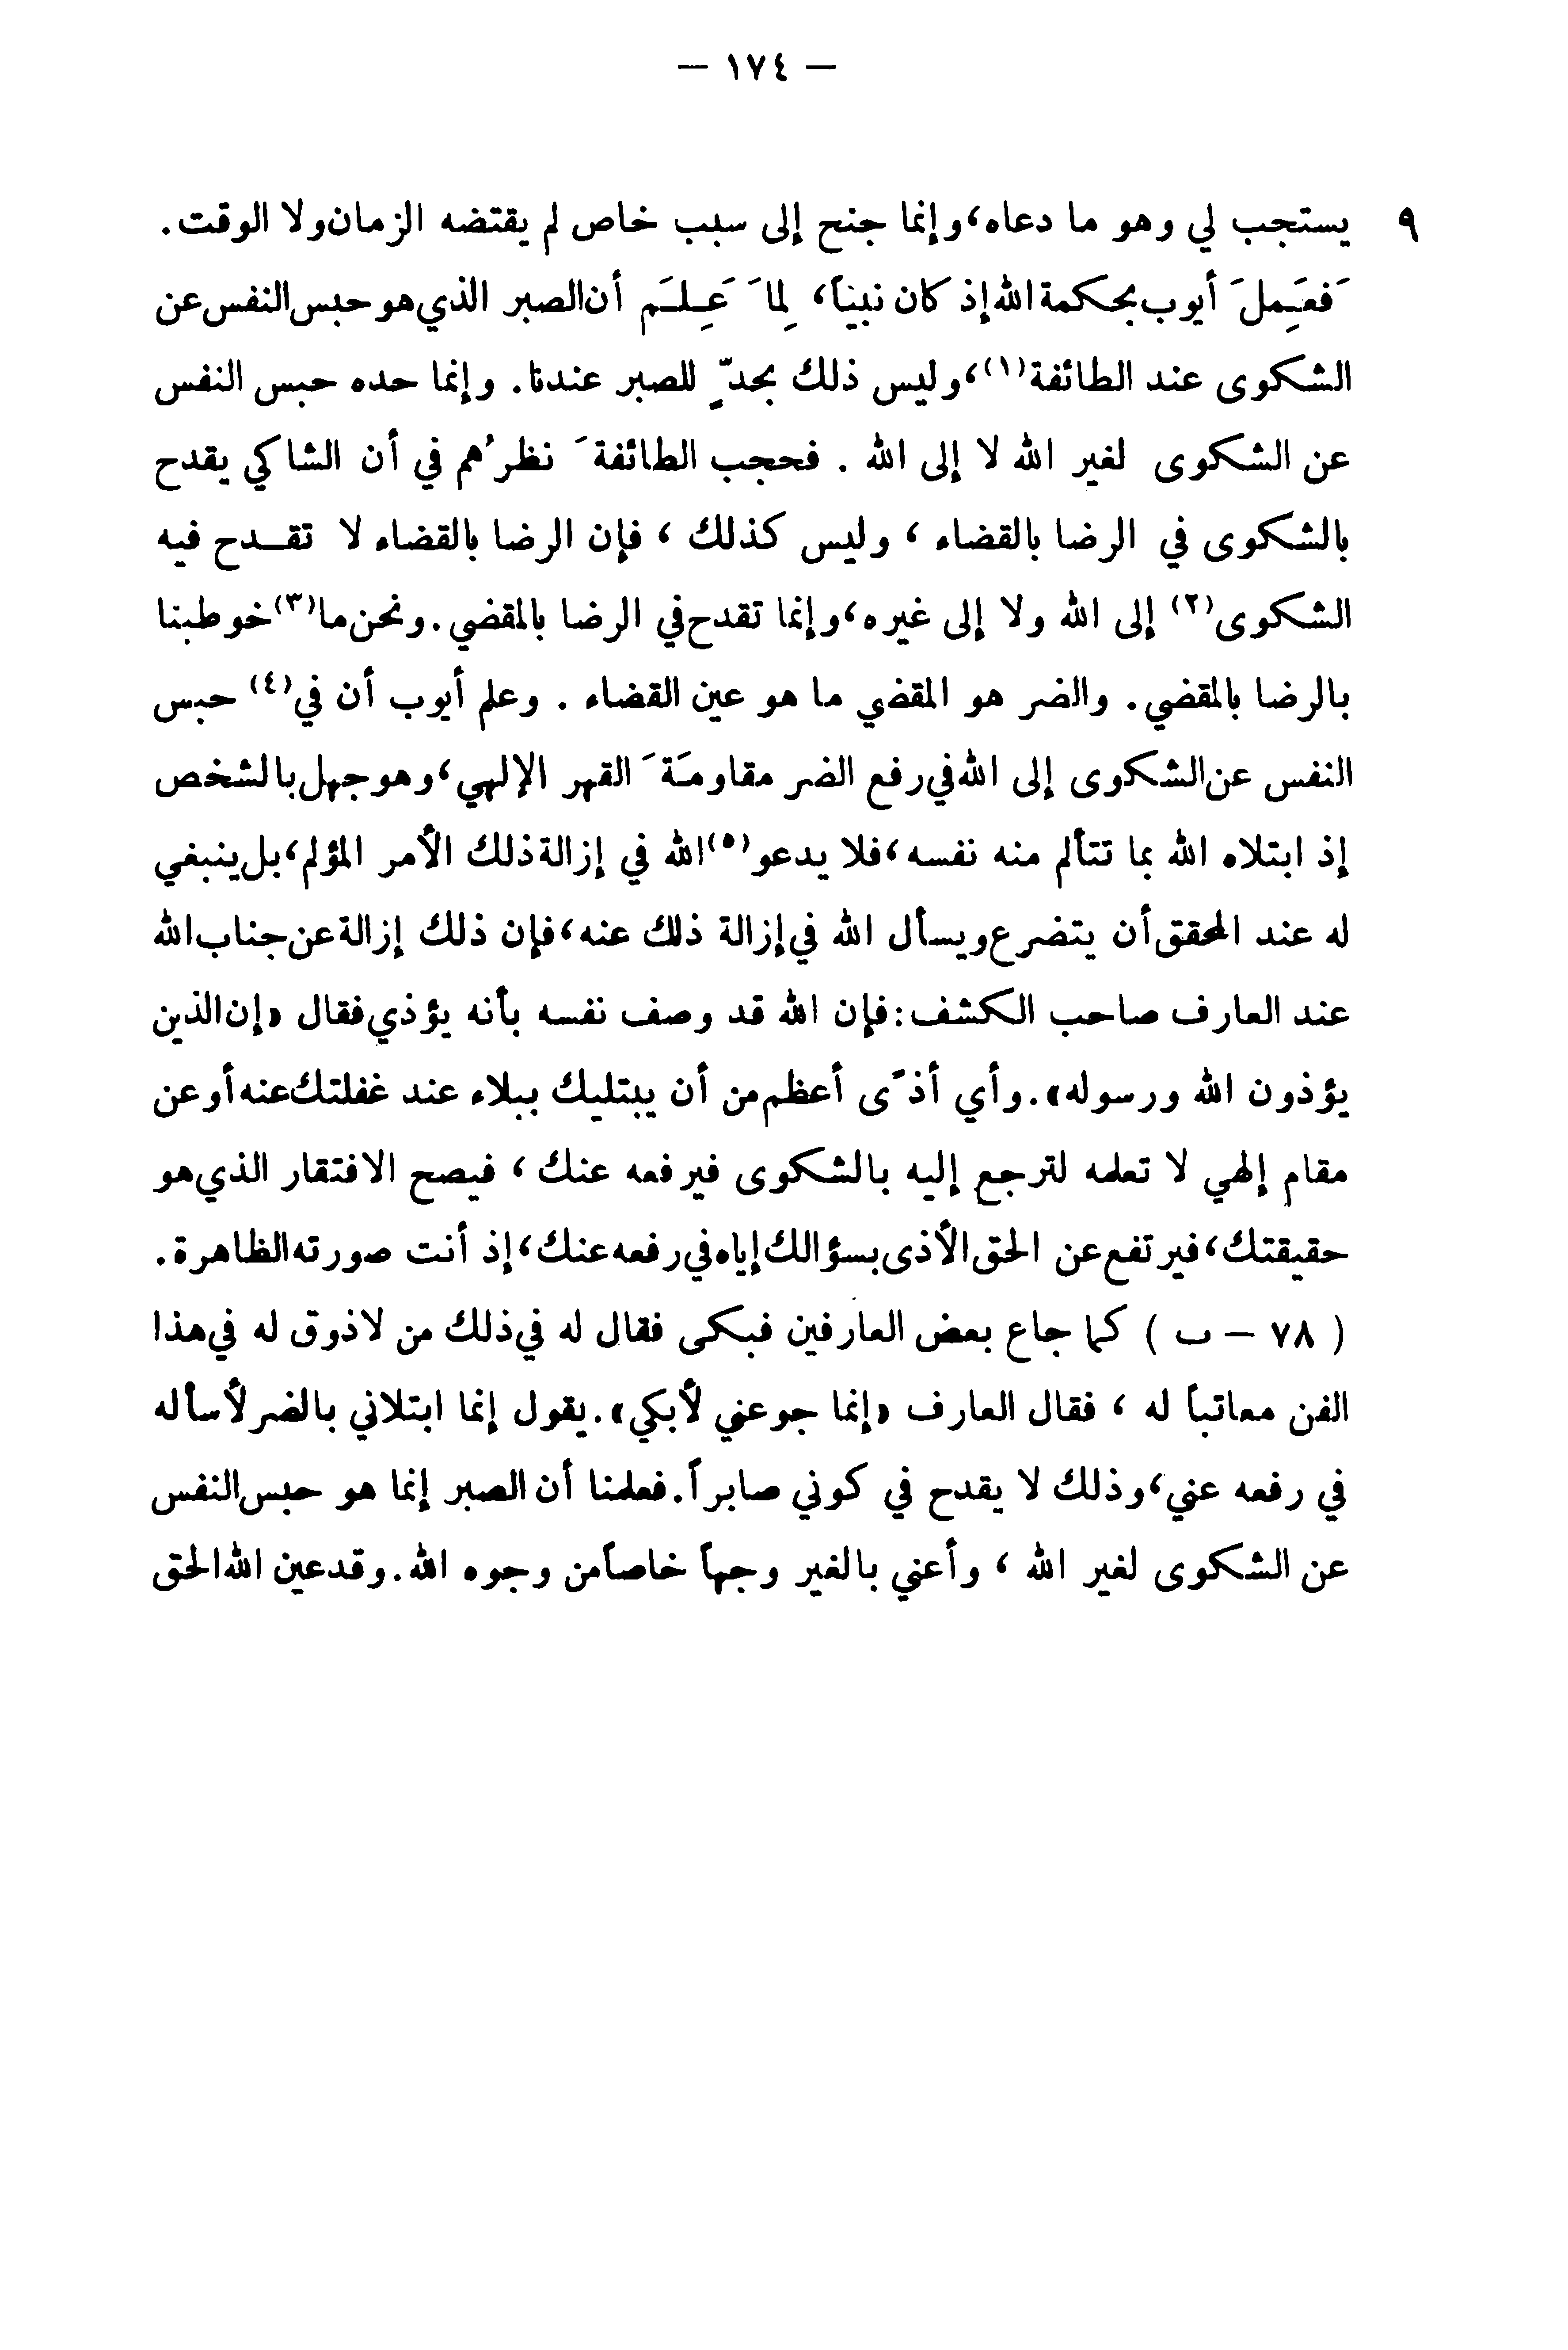 — ١٧٤ —
٩ يستجب لي وهو ما دعاه، وإنما جنح إلى سبب خاص لم يقتضه الزمان ولا الوقت.
فَعَمِلَ أيوب بحكمة الله إذ كان نبياً، لِمَا عَلِمَ أن الصبر الذي هو حبس النفس عن
الشكوى عند الطائفة(١)، وليس ذلك بحدٍّ للصبر عندنا. وإنما حده حبس النفس
عن الشكوى لغير الله لا إلى الله. فحجب الطائفةَ نظرُهم في أن الشاكي يقدح
بالشكوى في الرضا بالقضاء، وليس كذلك، فإن الرضا بالقضاء لا تقدح فيه
الشكوى(٢) إلى الله ولا إلى غيره، وإنما تقدح في الرضا بالمقضي. ونحن ما(٣) خوطبنا
بالرضا بالمقضي. والضر هو المقضي ما هو عين القضاء. وعلم أيوب أن في(٤) حبس
النفس عن الشكوى إلى الله في رفع الضر مقاومَةَ القهر الإلهي، وهو جهل بالشخص
إذ ابتلاه الله بما تتألم منه نفسه، فلا يدعو(٥) الله في إزالة ذلك الأمر المؤلم، بل ينبغي
له عند المحقق أن يتضرع ويسأل الله في إزالة ذلك عنه، فإن ذلك إزالة عن جناب الله
عند العارف صاحب الكشف: فإن الله قد وصف نفسه بأنه يؤذي فقال «إن الذين
يؤذون الله ورسوله». وأي أذًى أعظم من أن يبتليك ببلاء عند غفلتك عنه أو عن
مقام إلهي لا تعلمه لترجع إليه بالشكوى فيرفعه عنك، فيصح الافتقار الذي هو
حقيقتك، فيرتفع عن الحق الأذى بسؤالك إياه في رفعه عنك، إذ أنت صورته الظاهرة.
(٧٨ — ب) كما جاع بعض العارفين فبكى فقال له في ذلك من لا ذوق له في هذا
الفن معاتباً له، فقال العارف «إنما جوعني لأبكي». يقول إنما ابتلاني بالضر لأسأله
في رفعه عني، وذلك لا يقدح في كوني صابراً. فعلمنا أن الصبر إنما هو حبس النفس
عن الشكوى لغير الله، وأعني بالغير وجهاً خاصاً من وجوه الله. وقد عين الله الحق